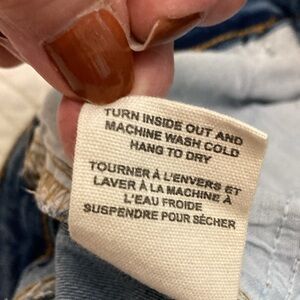 TURN INSIDE OUT AND
MACHINE WASH COLD
HANG TO DRY
TOURNER À L'ENVERS ET
LAVER À LA MACHINE À
L'EAU FROIDE
SUSPENDRE POUR SÉCHER